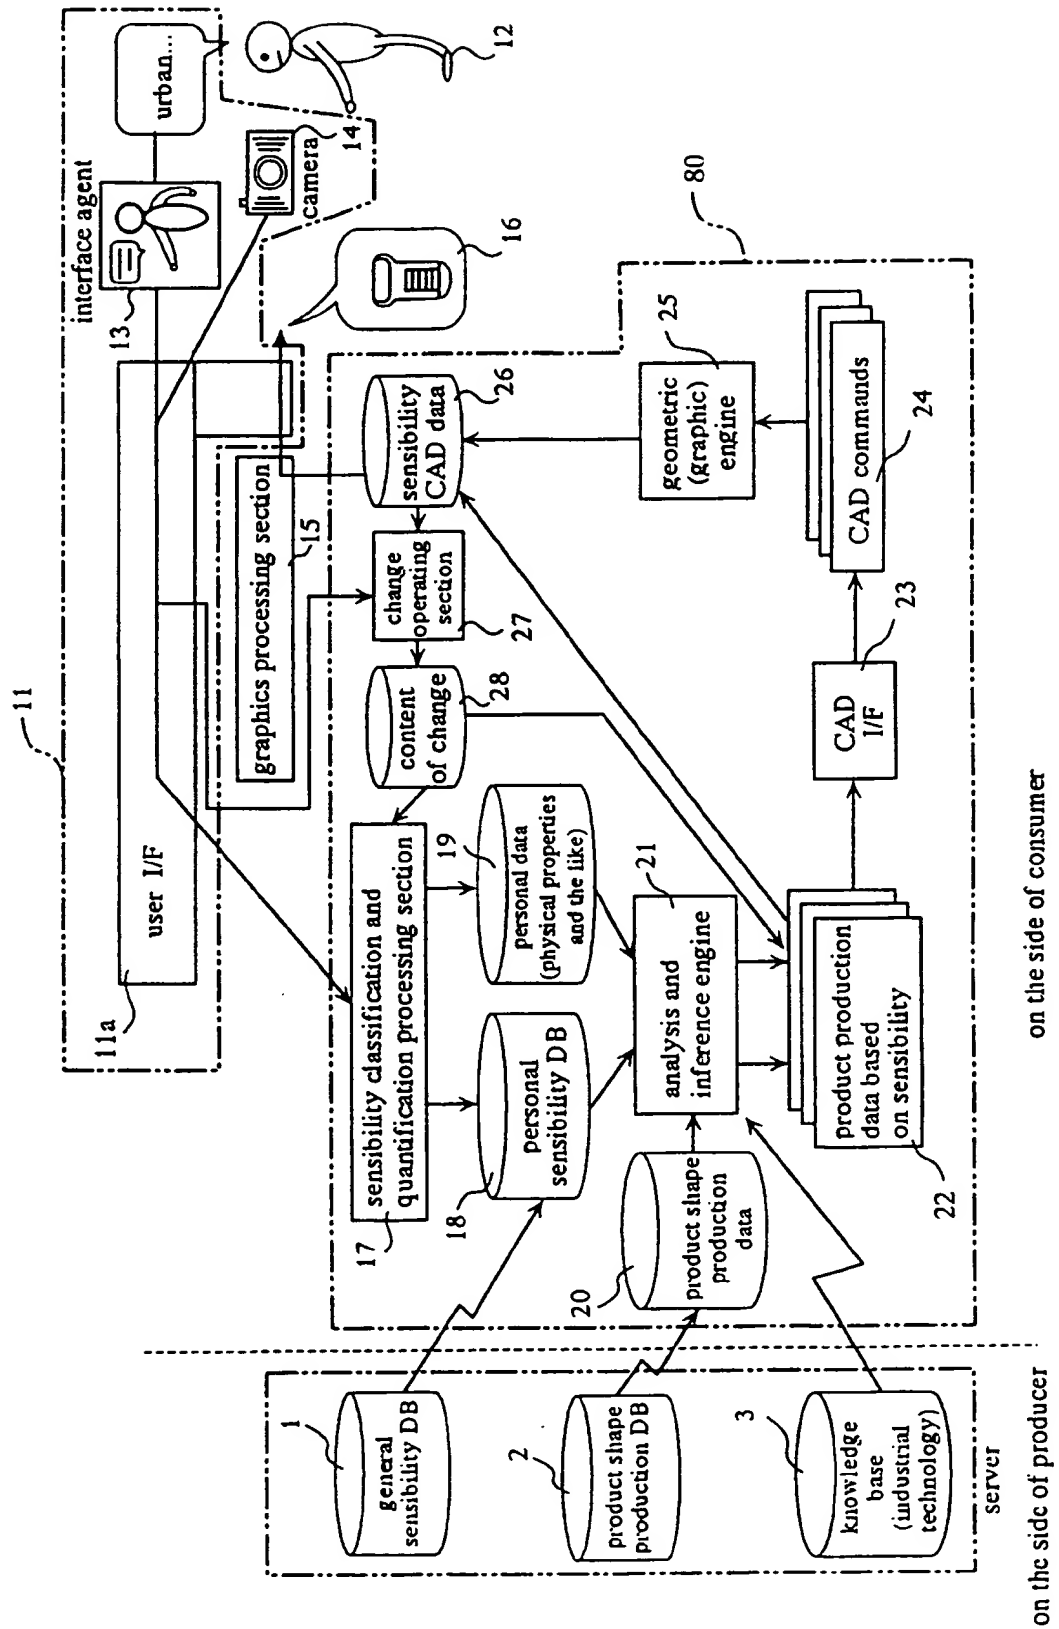 11
11a
user I/F
interface agent
13
urban...
12
14
camera
graphics processing section
15
16
80
sensibility classification and
quantification processing section
17
content
of change
28
change
operating
section
27
sensibility
CAD data
26
personal
sensibility DB
18
personal data
(physical properties
and the like)
19
geometric
(graphic)
engine
25
product shape
production
data
20
analysis and
inference engine
21
product production
data based
on sensibility
22
CAD
I/F
23
CAD commands
24
general
sensibility DB
1
product shape
production DB
2
knowledge
base
(industrial
technology)
3
server
on the side of producer
on the side of consumer